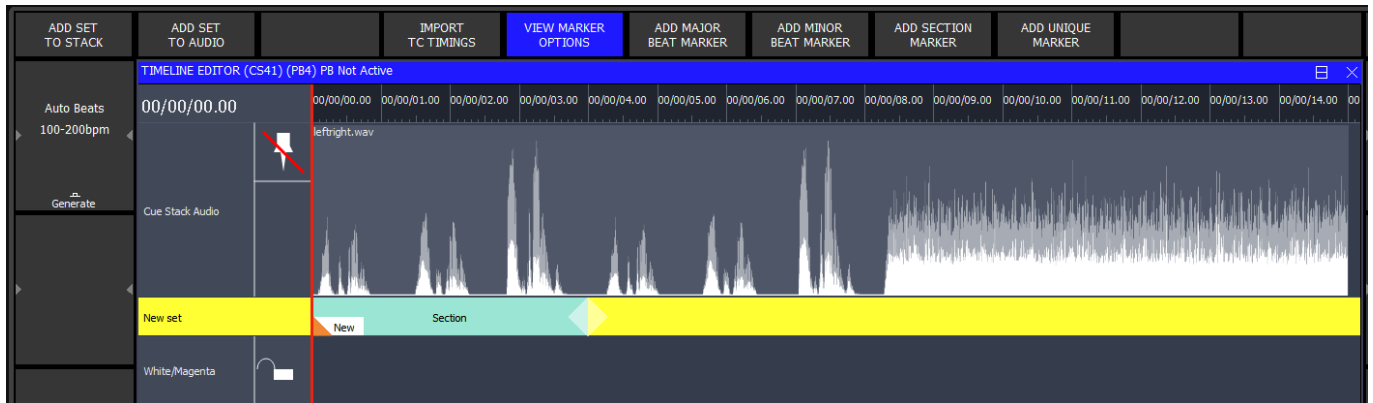 ADD SET
TO STACK
ADD SET
TO AUDIO
IMPORT
TC TIMINGS
VIEW MARKER
OPTIONS
ADD MAJOR
BEAT MARKER
ADD MINOR
BEAT MARKER
ADD SECTION
MARKER
ADD UNIQUE
MARKER
TIMELINE EDITOR (CS41) (PB4) PB Not Active
Auto Beats
100-200bpm
Generate
00/00/00.00
00/00/00.00 00/00/01.00 00/00/02.00 00/00/03.00 00/00/04.00 00/00/05.00 00/00/06.00 00/00/07.00 00/00/08.00 00/00/09.00 00/00/10.00 00/00/11.00 00/00/12.00 00/00/13.00 00/00/14.00 00
leftright.wav
Cue Stack Audio
New set
New
Section
White/Magenta